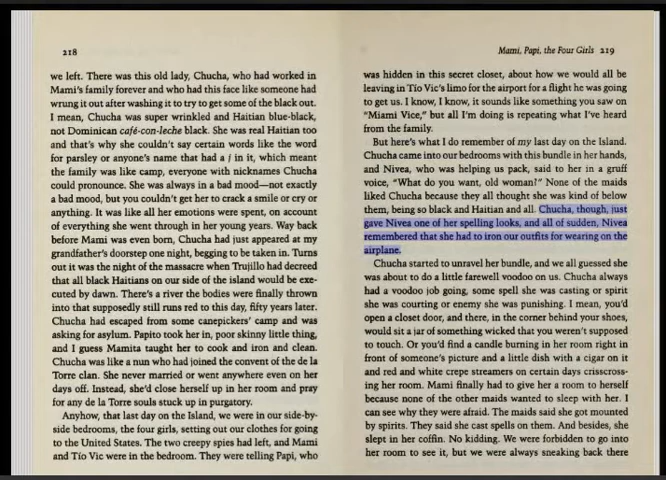 218
we left. There was this old lady, Chucha, who had worked in
Mami's family forever and who had this face like someone had
wrung it out after washing it to try to get some of the black out.
I mean, Chucha was super wrinkled and Haitian blue-black,
not Dominican café-con-leche black. She was real Haitian too
and that's why she couldn't say certain words like the word
for parsley or anyone's name that had a j in it, which meant
the family was like camp, everyone with nicknames Chucha
could pronounce. She was always in a bad mood—not exactly
a bad mood, but you couldn't get her to crack a smile or cry or
anything. It was like all her emotions were spent, on account
of everything she went through in her young years. Way back
before Mami was even born, Chucha had just appeared at my
grandfather's doorstep one night, begging to be taken in. Turns
out it was the night of the massacre when Trujillo had decreed
that all black Haitians on our side of the island would be exe-
cuted by dawn. There's a river the bodies were finally thrown
into that supposedly still runs red to this day, fifty years later.
Chucha had escaped from some canepickers' camp and was
asking for asylum. Papito took her in, poor skinny little thing,
and I guess Mamita taught her to cook and iron and clean.
Chucha was like a nun who had joined the convent of the de la
Torre clan. She never married or went anywhere even on her
days off. Instead, she'd close herself up in her room and pray
for any de la Torre souls stuck up in purgatory.
Anyhow, that last day on the Island, we were in our side-by-
side bedrooms, the four girls, setting out our clothes for going
to the United States. The two creepy spies had left, and Mami
and Tío Vic were in the bedroom. They were telling Papi, who
Mami, Papi, the Four Girls 219
was hidden in this secret closet, about how we would all be
leaving in Tío Vic's limo for the airport for a flight he was going
to get us. I know, I know, it sounds like something you saw on
"Miami Vice," but all I'm doing is repeating what I've heard
from the family.
But here's what I do remember of my last day on the Island.
Chucha came into our bedrooms with this bundle in her hands,
and Nivea, who was helping us pack, said to her in a gruff
voice, "What do you want, old woman?" None of the maids
liked Chucha because they all thought she was kind of below
them, being so black and Haitian and all. Chucha, though, just
gave Nivea one of her spelling looks, and all of sudden, Nivea
remembered that she had to iron our outfits for wearing on the
airplane.
Chucha started to unravel her bundle, and we all guessed she
was about to do a little farewell voodoo on us. Chucha always
had a voodoo job going, some spell she was casting or spirit
she was courting or enemy she was punishing. I mean, you'd
open a closet door, and there, in the corner behind your shoes,
would sit a jar of something wicked that you weren't supposed
to touch. Or you'd find a candle burning in her room right in
front of someone's picture and a little dish with a cigar on it
and red and white crepe streamers on certain days crisscross-
ing her room. Mami finally had to give her a room to herself
because none of the other maids wanted to sleep with her. I
can see why they were afraid. The maids said she got mounted
by spirits. They said she cast spells on them. And besides, she
slept in her coffin. No kidding. We were forbidden to go into
her room to see it, but we were always sneaking back there